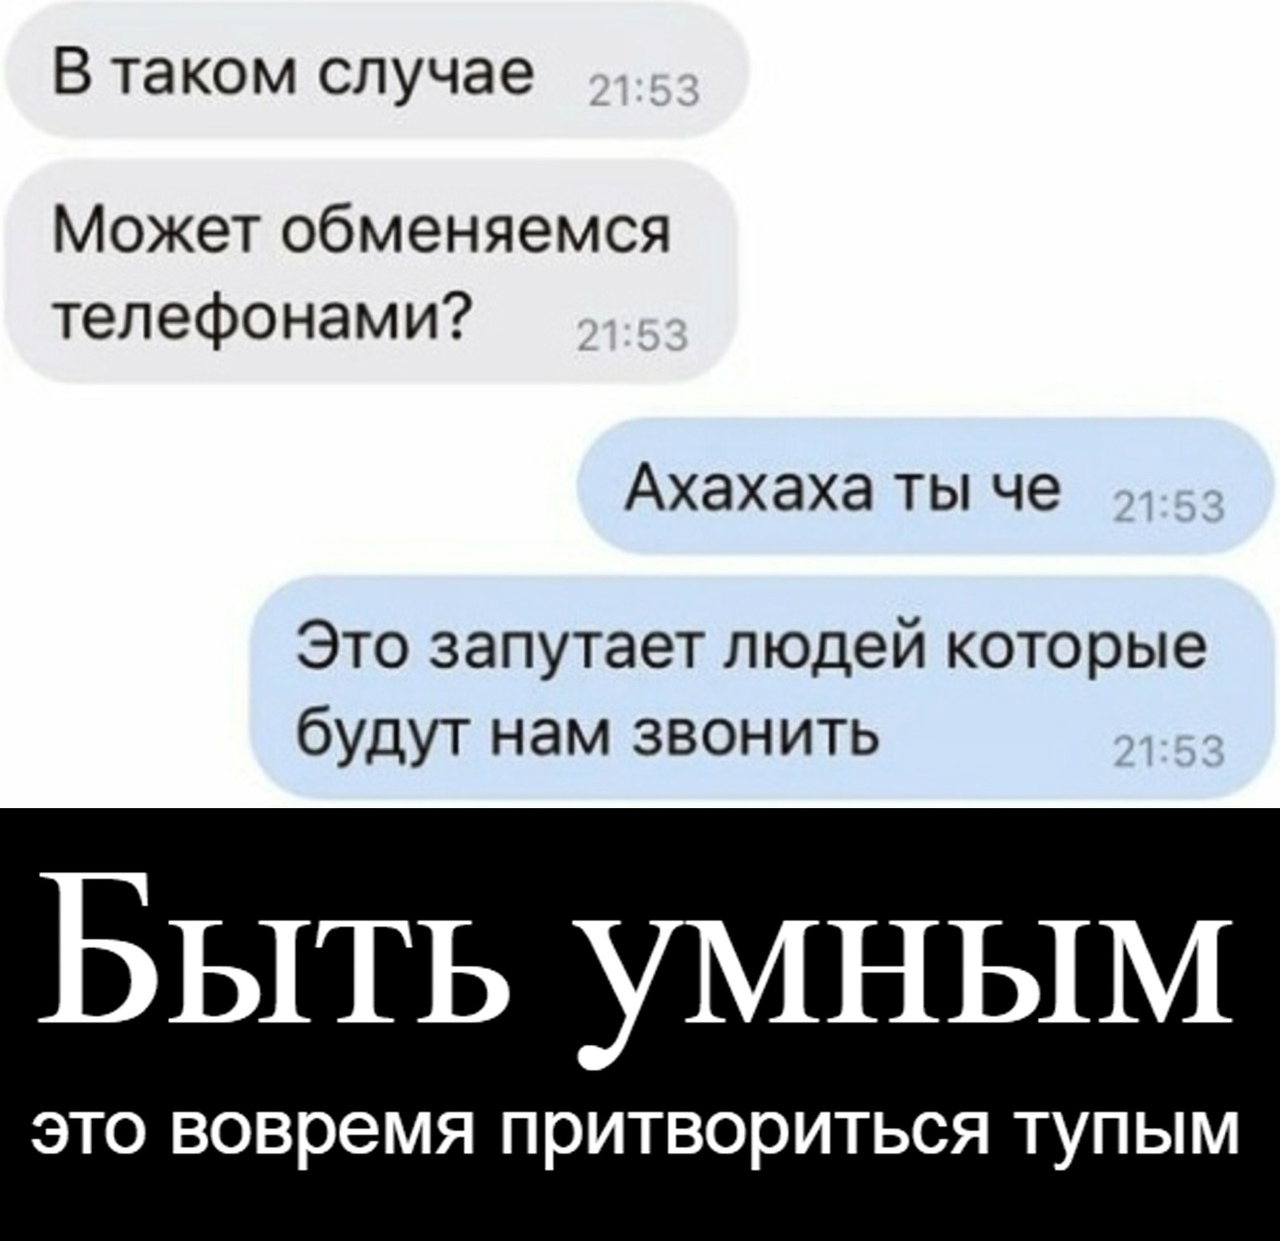 В таком случае 21:53
Может обменяемся
телефонами? 21:53
Ахахаха ты че 21:53
Это запутает людей которые
будут нам звонить 21:53
Быть умным
это вовремя притвориться тупым